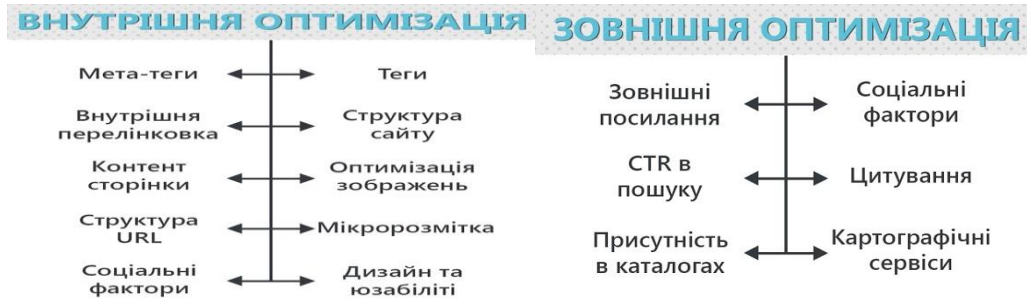 ВНУТРІШНЯ ОПТИМІЗАЦІЯ
Мета-теги
Теги
Внутрішня
перелінковка
Структура
сайту
Контент
сторінки
Оптимізація
зображень
Структура
URL
Мікророзмітка
Соціальні
фактори
Дизайн та
юзабіліті
ЗОВНІШНЯ ОПТИМІЗАЦІЯ
Зовнішні
посилання
Соціальні
фактори
CTR в
пошуку
Цитування
Присутність
в каталогах
Картографічні
сервіси